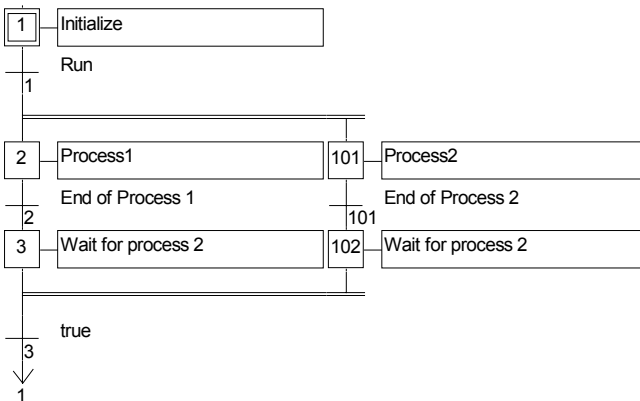 1 Initialize
Run
1
2 Process1 101 Process2
End of Process 1 End of Process 2
2 101
3 Wait for process 2 102 Wait for process 2
true
3
1